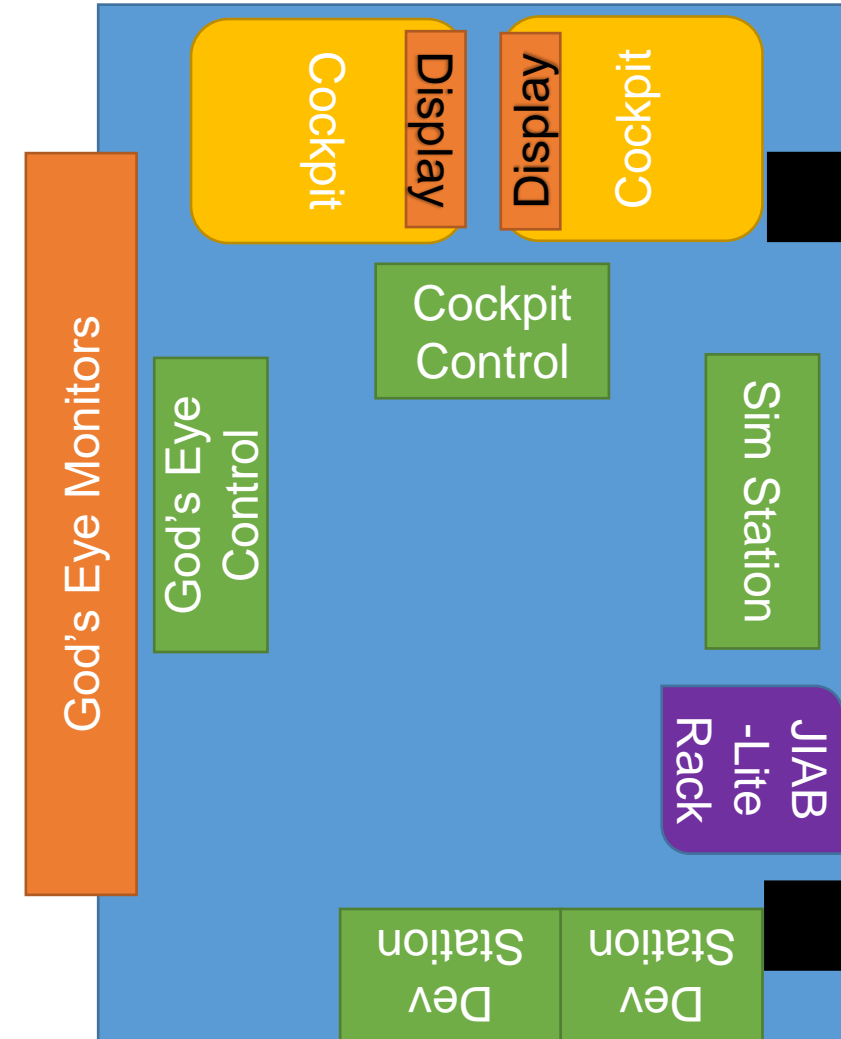 Cockpit
Display
Display
Cockpit
Cockpit
Control
God's Eye Monitors
God's Eye
Control
Sim Station
JIAB
-Lite
Rack
Dev
Station
Dev
Station